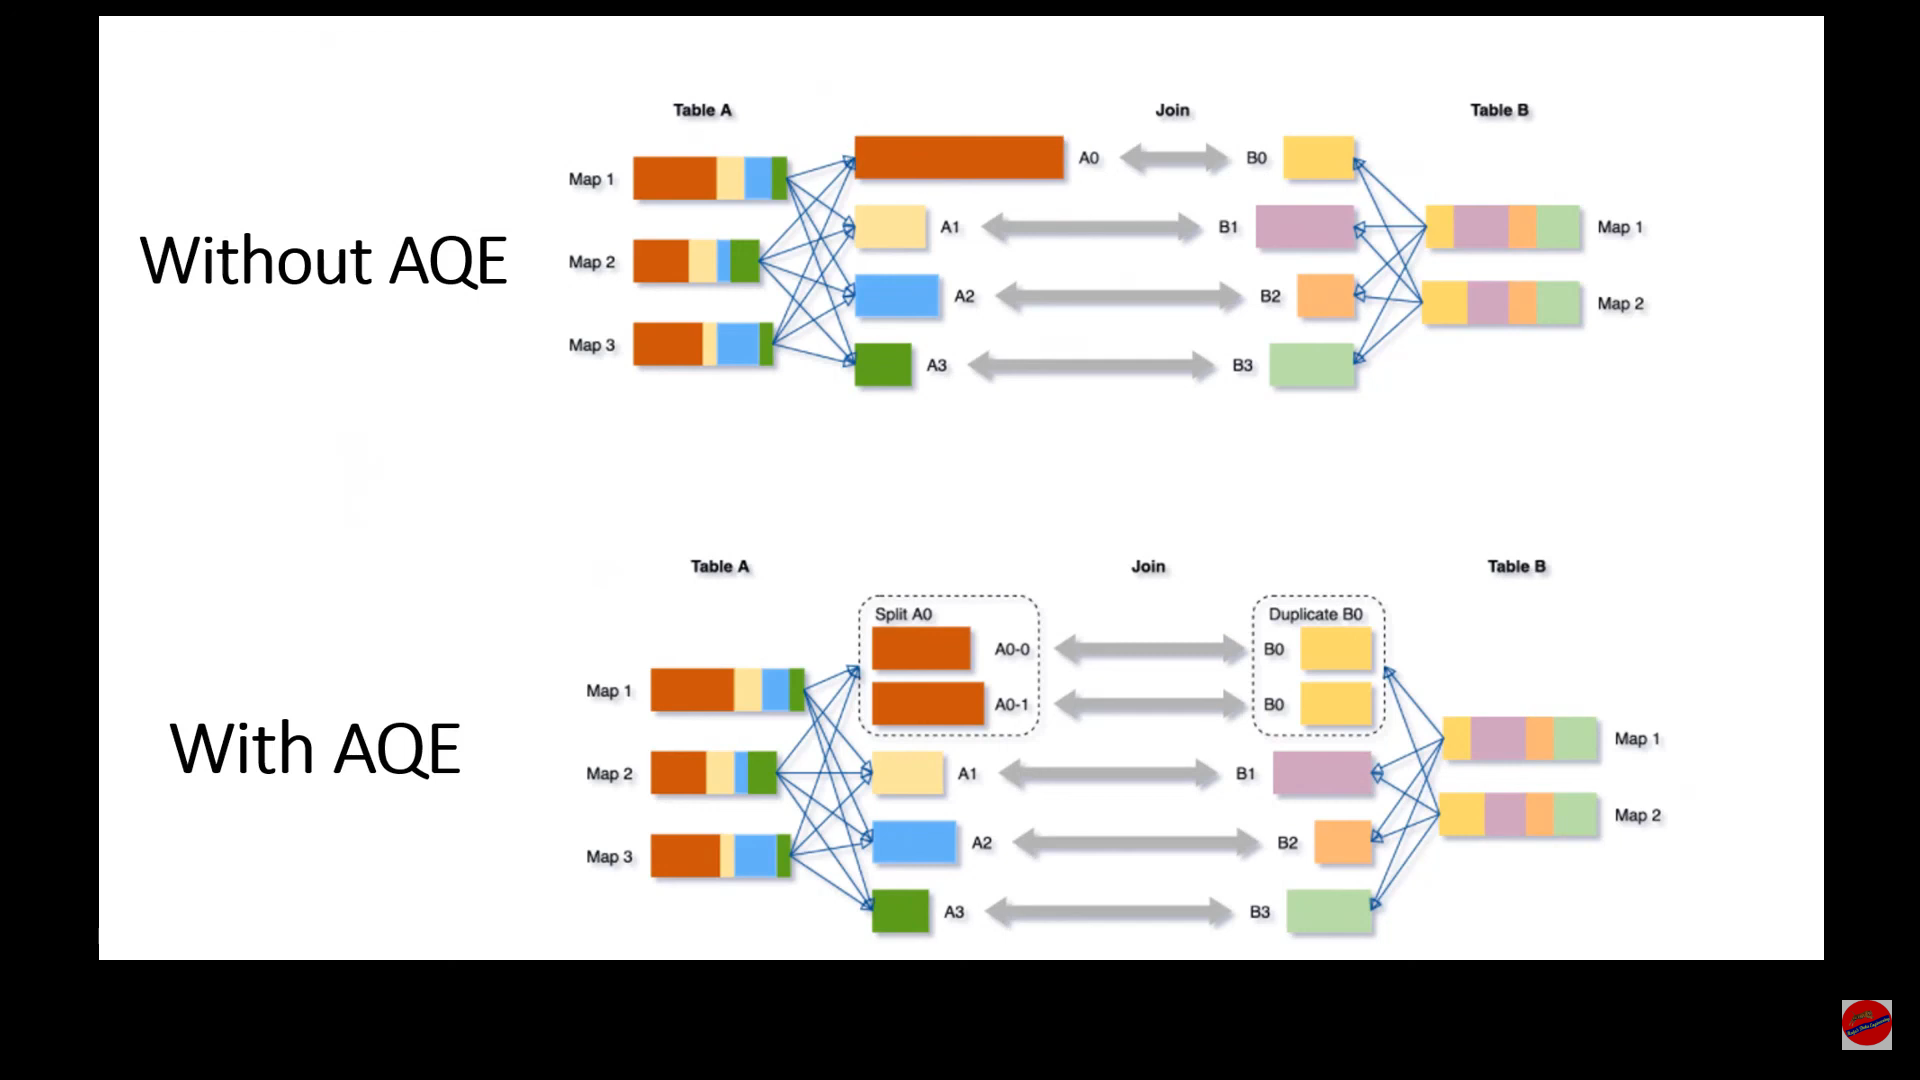 Without AQE
Table A
Join
Table B
Map 1
Map 2
Map 3
A0
B0
A1
B1
A2
B2
A3
B3
Map 1
Map 2
With AQE
Table A
Join
Table B
Map 1
Map 2
Map 3
Split A0
Duplicate B0
A0-0
B0
A0-1
B0
A1
B1
A2
B2
A3
B3
Map 1
Map 2